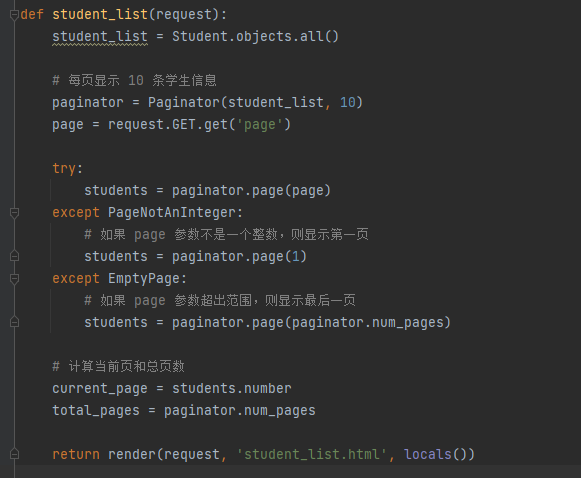 def student_list(request):
    student_list = Student.objects.all()
    # 每页显示 10 条学生信息
    paginator = Paginator(student_list, 10)
    page = request.GET.get('page')
    try:
        students = paginator.page(page)
    except PageNotAnInteger:
        # 如果 page 参数不是一个整数，则显示第一页
        students = paginator.page(1)
    except EmptyPage:
        # 如果 page 参数超出范围，则显示最后一页
        students = paginator.page(paginator.num_pages)
    # 计算当前页和总页数
    current_page = students.number
    total_pages = paginator.num_pages
    return render(request, 'student_list.html', locals())